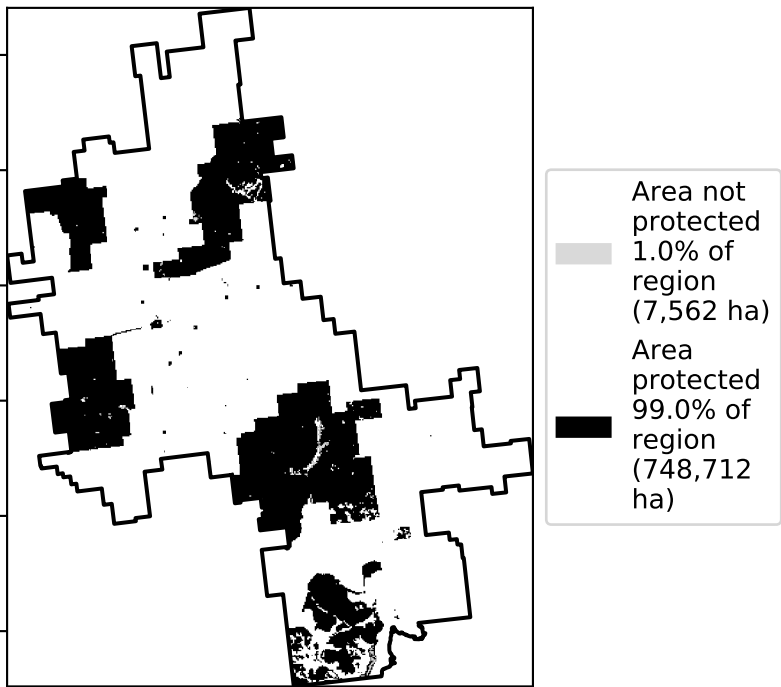 Area not
protected
1.0% of
region
(7,562 ha)
Area
protected
99.0% of
region
(748,712
ha)